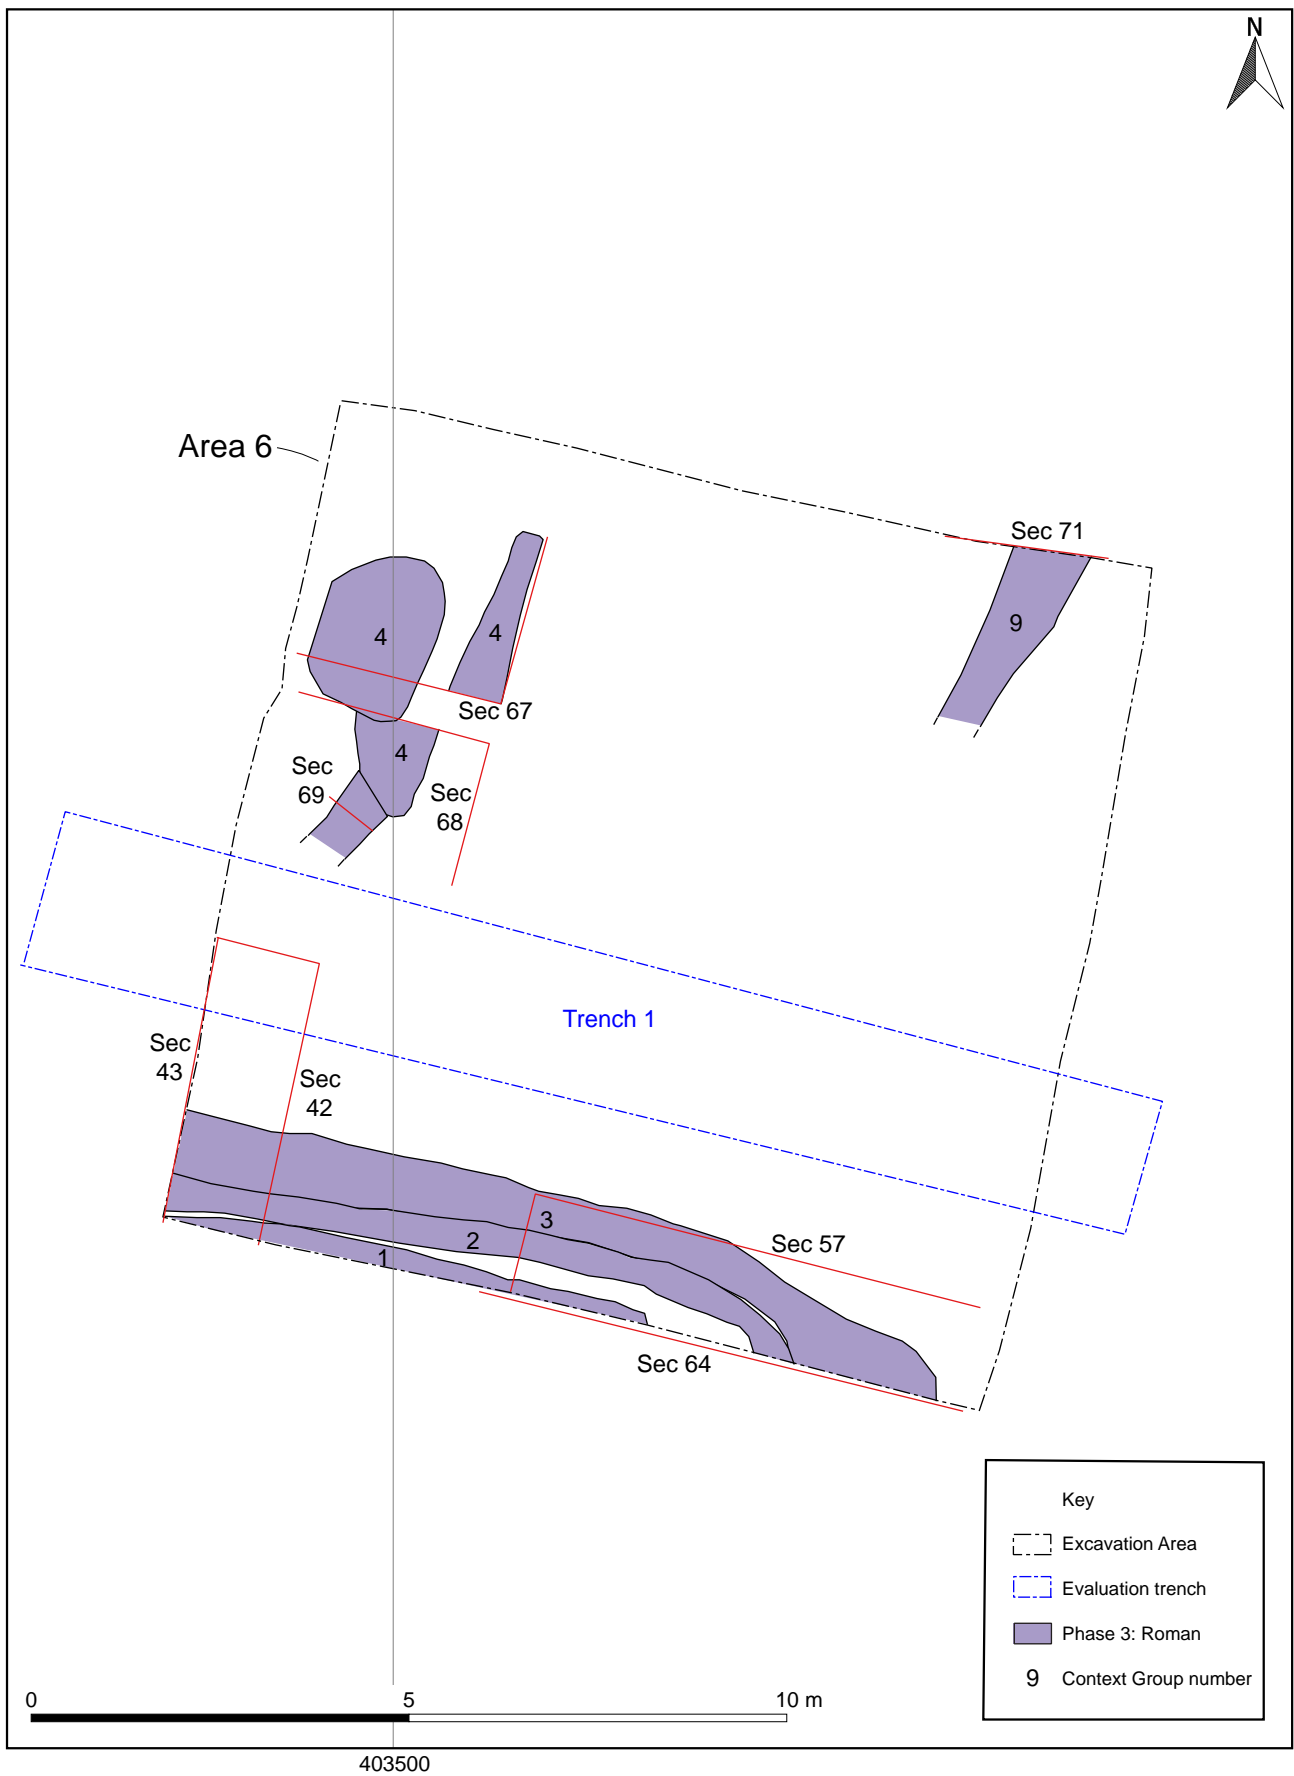 N
Area 6
Sec 71
4
4
9
Sec 67
4
Sec
69
Sec
68
Trench 1
Sec
43
Sec
42
3
2
1
Sec 57
Sec 64
Key
Excavation Area
Evaluation trench
Phase 3: Roman
9 Context Group number
0 5 10 m
403500